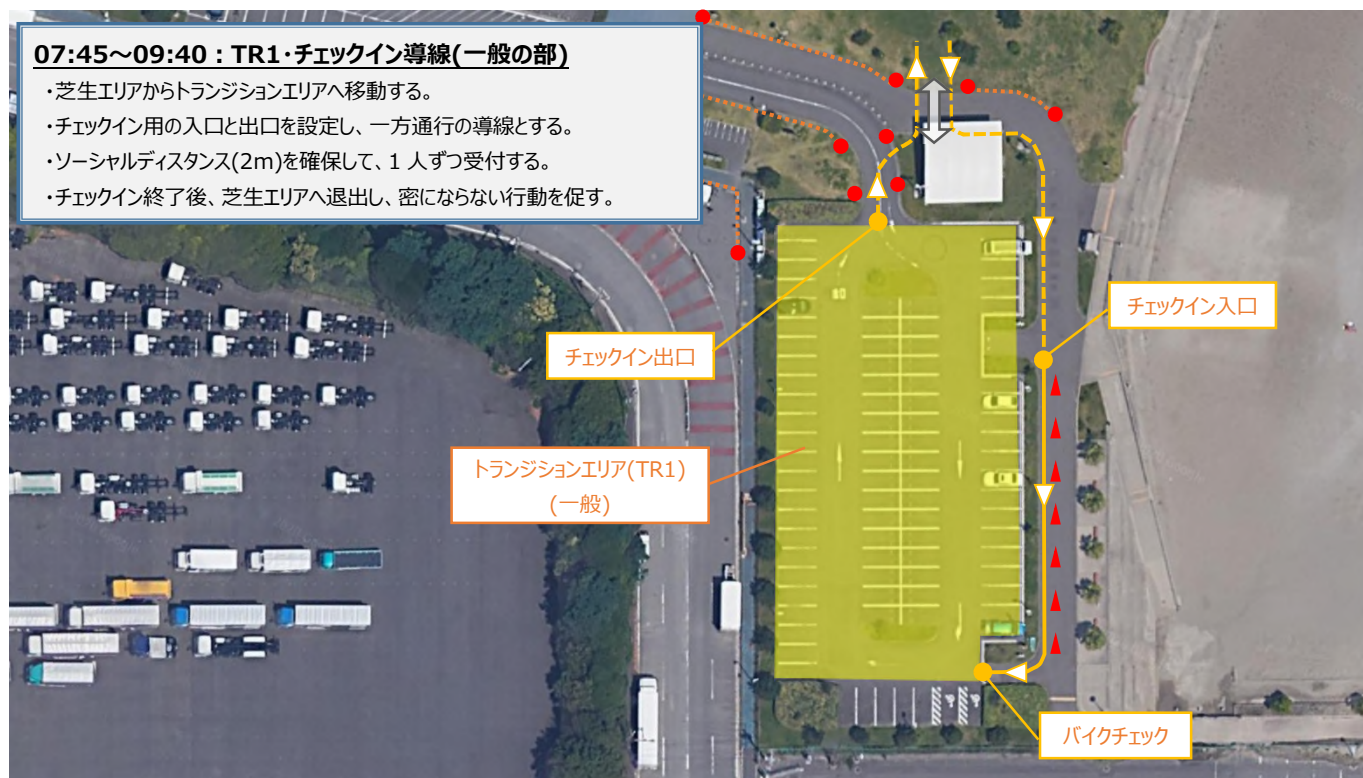 07:45～09:40：TR1・チェックイン導線(一般の部)
・芝生エリアからトランジションエリアへ移動する。
・チェックイン用の入口と出口を設定し、一方通行の導線とする。
・ソーシャルディスタンス(2m)を確保して、1人ずつ受付する。
・チェックイン終了後、芝生エリアへ退出し、密にならない行動を促す。
チェックイン入口
チェックイン出口
トランジションエリア(TR1)
(一般)
バイクチェック